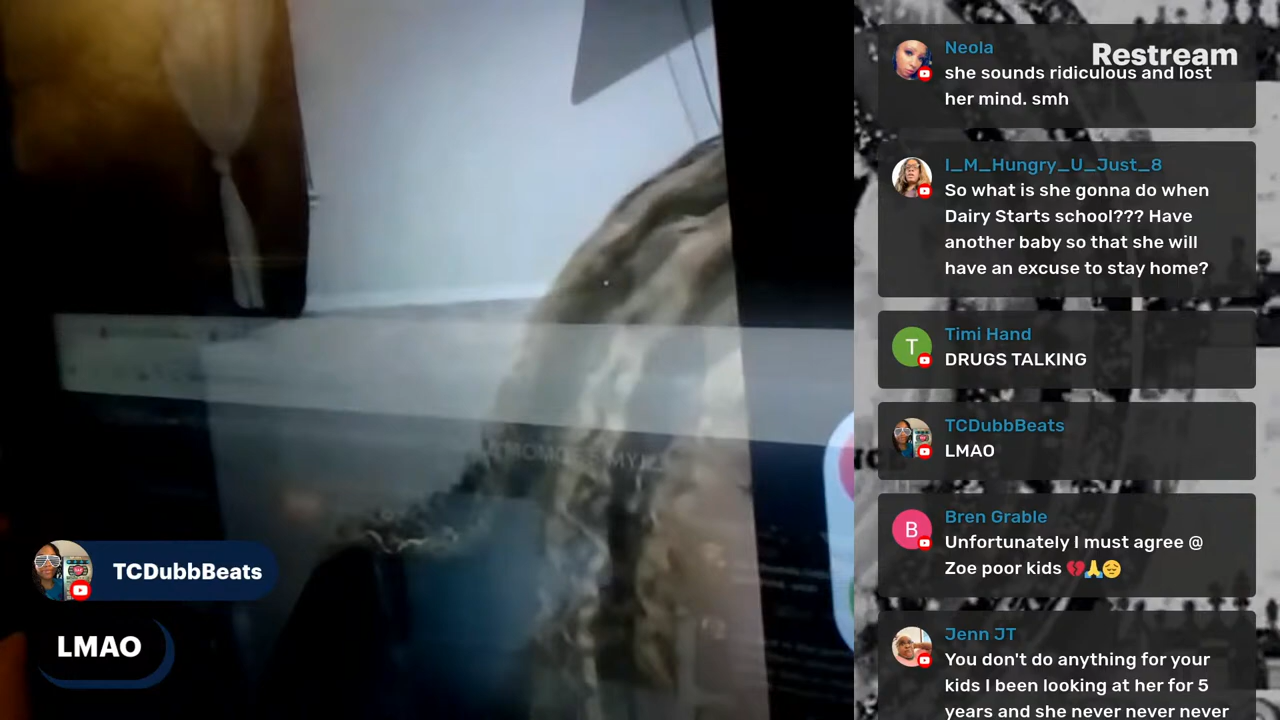 Restream
Neola
she sounds ridiculous and lost
her mind. smh
I_M_Hungry_U_Just_8
So what is she gonna do when
Dairy Starts school??? Have
another baby so that she will
have an excuse to stay home?
Timi Hand
DRUGS TALKING
TCDubbBeats
LMAO
B
Bren Grable
Unfortunately I must agree @
Zoe poor kids 💔🙏😔
Jenn JT
You don't do anything for your
kids I been looking at her for 5
years and she never never never
T
TCDubbBeats
LMAO